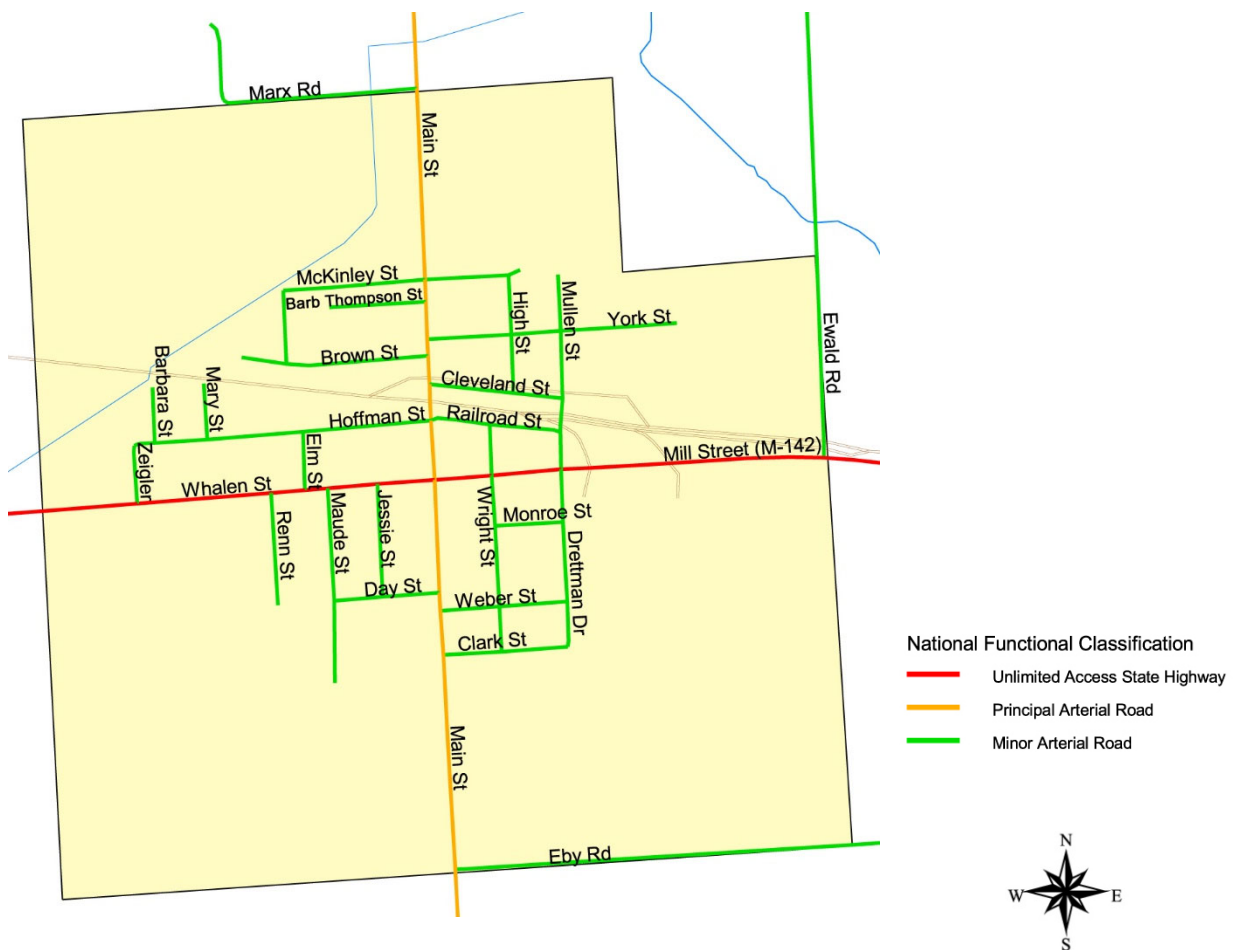 Marx Rd
Main St
McKinley St
Barb Thompson St
High St
Mullen St
York St
Ewald Rd
Brown St
Barbara St
Mary St
Cleveland St
Hoffman St
Railroad St
Zeigler
Elm St
Mill Street (M-142)
Whalen St
Renn St
Maude St
Jessie St
Wright St
Monroe St
Drettman Dr
Day St
Weber St
Clark St
Main St
Eby Rd
National Functional Classification
Unlimited Access State Highway
Principal Arterial Road
Minor Arterial Road
N
W
E
S